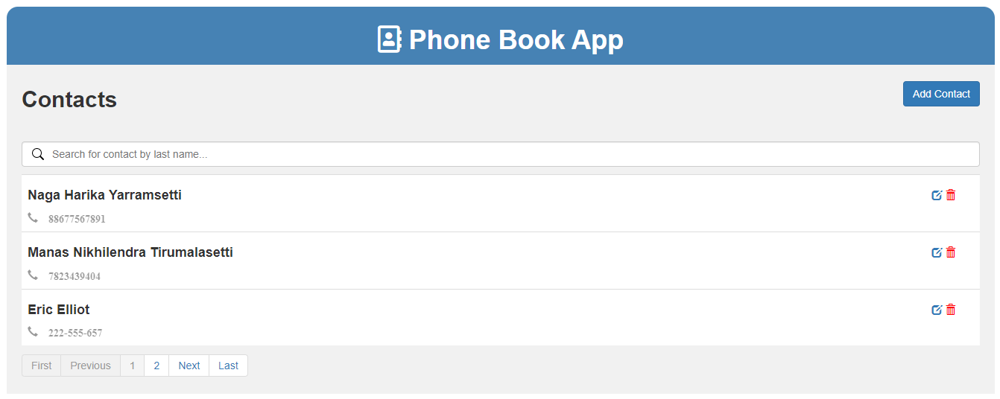 Phone Book App
Contacts
Add Contact
Search for contact by last name...
Naga Harika Yarramsetti
88677567891
Manas Nikhilendra Tirumalasetti
7823439404
Eric Elliot
222-555-657
First Previous 1 2 Next Last